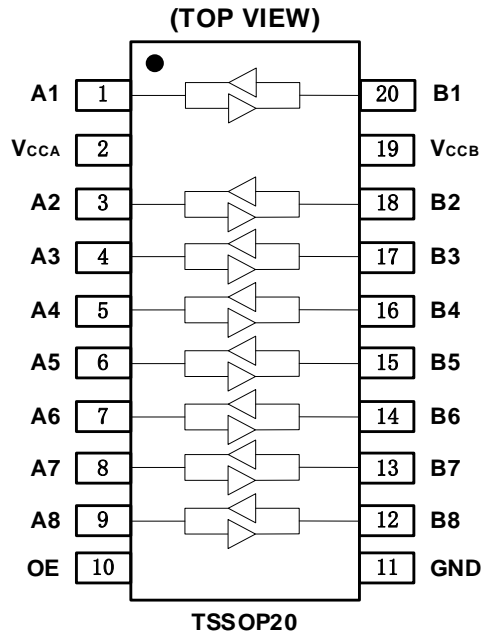 (TOP VIEW)
A1 1 20 B1
VCCA 2 19 VCCB
A2 3 18 B2
A3 4 17 B3
A4 5 16 B4
A5 6 15 B5
A6 7 14 B6
A7 8 13 B7
A8 9 12 B8
OE 10 11 GND
TSSOP20